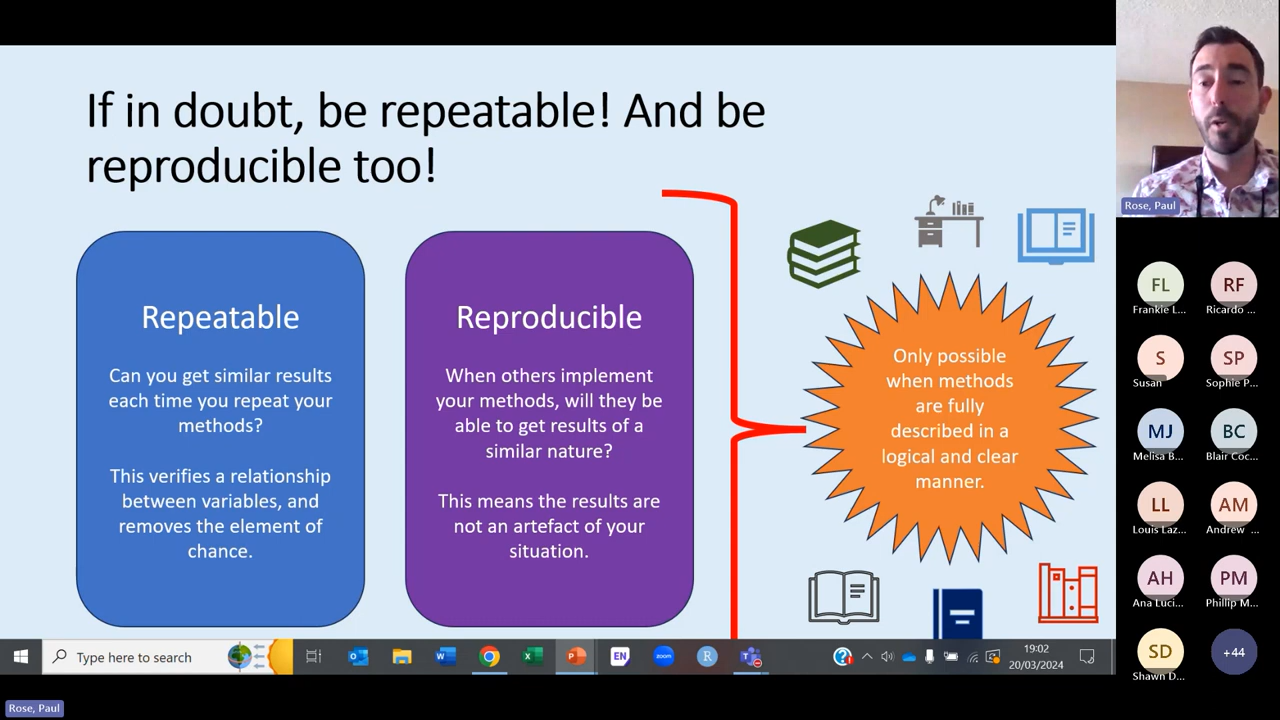 If in doubt, be repeatable! And be
reproducible too!
Repeatable
Can you get similar results
each time you repeat your
methods?
This verifies a relationship
between variables, and
removes the element of
chance.
Reproducible
When others implement
your methods, will they be
able to get results of a
similar nature?
This means the results are
not an artefact of your
situation.
Only possible
when methods
are fully
described in a
logical and clear
manner.
Rose, Paul
FL
Frankie L...
RF
Ricardo ...
S
Susan
SP
Sophie P...
MJ
Melisa B...
BC
Blair Coc...
LL
Louis Laz...
AM
Andrew ...
AH
Ana Luci...
PM
Phillip M...
SD
Shawn D...
+44
Type here to search
EN
zoom
R
19:02
20/03/2024
Rose, Paul